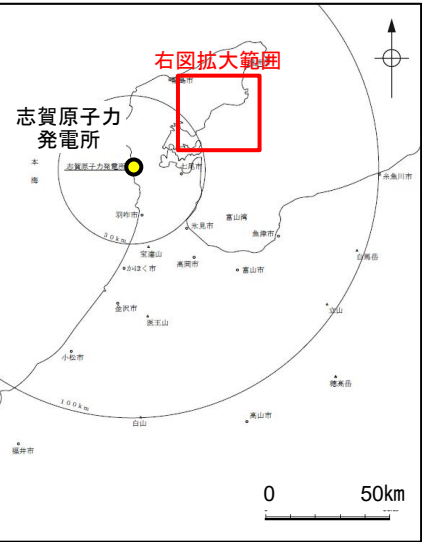 右図拡大範囲
島市
志賀原子力
発電所
志賀原子力発電所
七尾市
本
海
糸魚川市
羽咋市
富山湾
氷見市
魚津市
30km
宝達山
白馬岳
高岡市
かほく市
富山市
金沢市
医王山
立山
小松市
穂高岳
100km
白山
高山市
福井市
0 50km